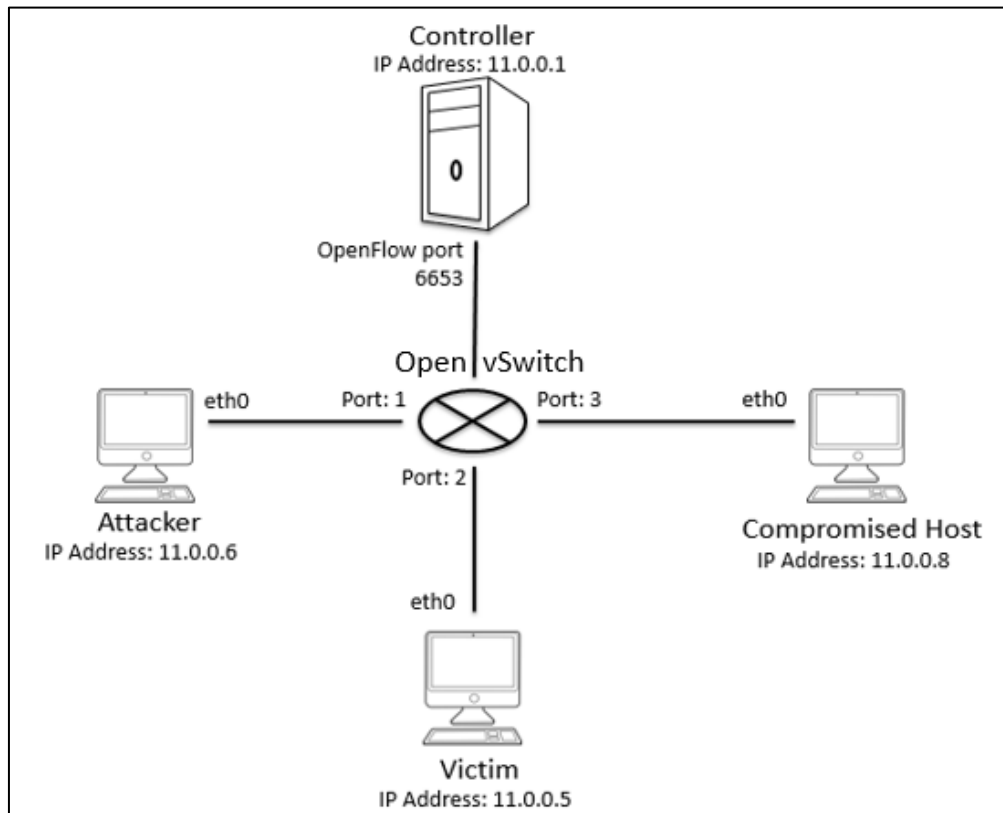 Controller
IP Address: 11.0.0.1
OpenFlow port
6653
Open vSwitch
eth0
Port: 1
Port: 3
eth0
Port: 2
Attacker
IP Address: 11.0.0.6
Compromised Host
IP Address: 11.0.0.8
eth0
Victim
IP Address: 11.0.0.5